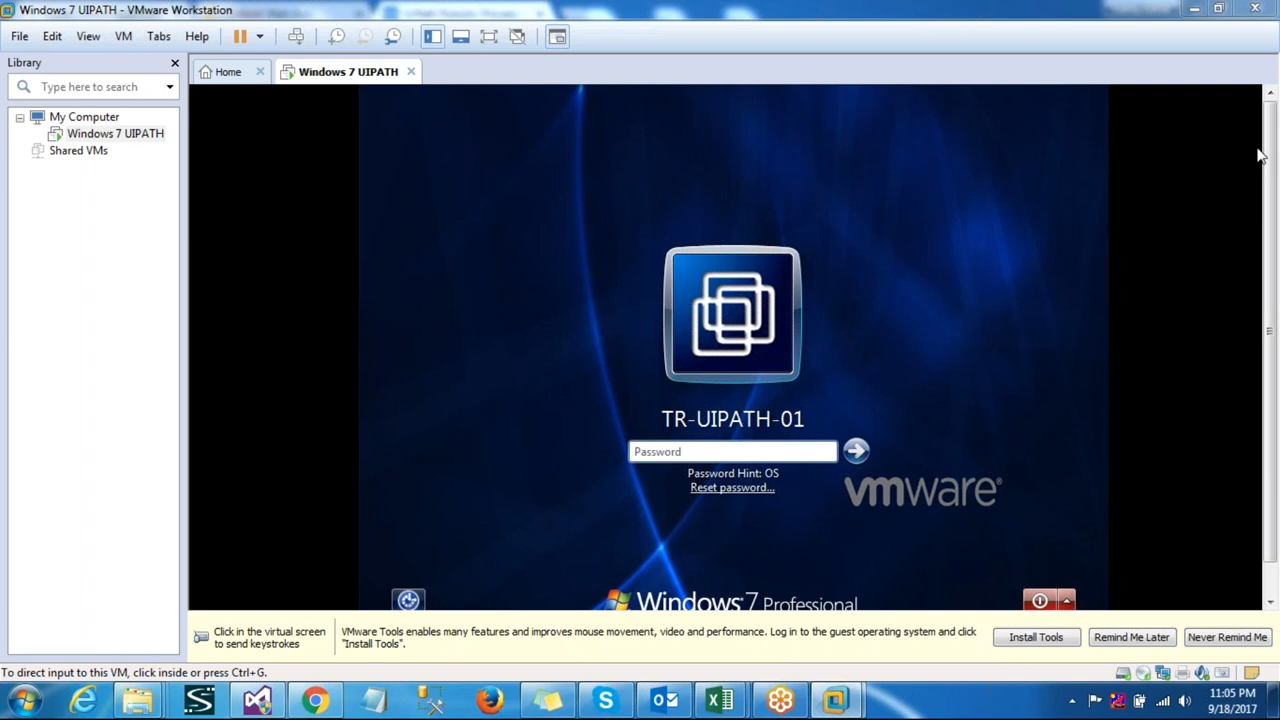 Windows 7 UIPATH - VMware Workstation
File Edit View VM Tabs Help
Library
Type here to search
My Computer
Windows 7 UIPATH
Shared VMs
Home
Windows 7 UIPATH
TR-UIPATH-01
Password
Password Hint: OS
Reset password...
vmware®
Windows 7 Professional
Click in the virtual screen
to send keystrokes
VMware Tools enables many features and improves mouse movement, video and performance. Log in to the guest operating system and click
"Install Tools".
Install Tools
Remind Me Later
Never Remind Me
To direct input to this VM, click inside or press Ctrl+G.
11:05 PM
9/18/2017